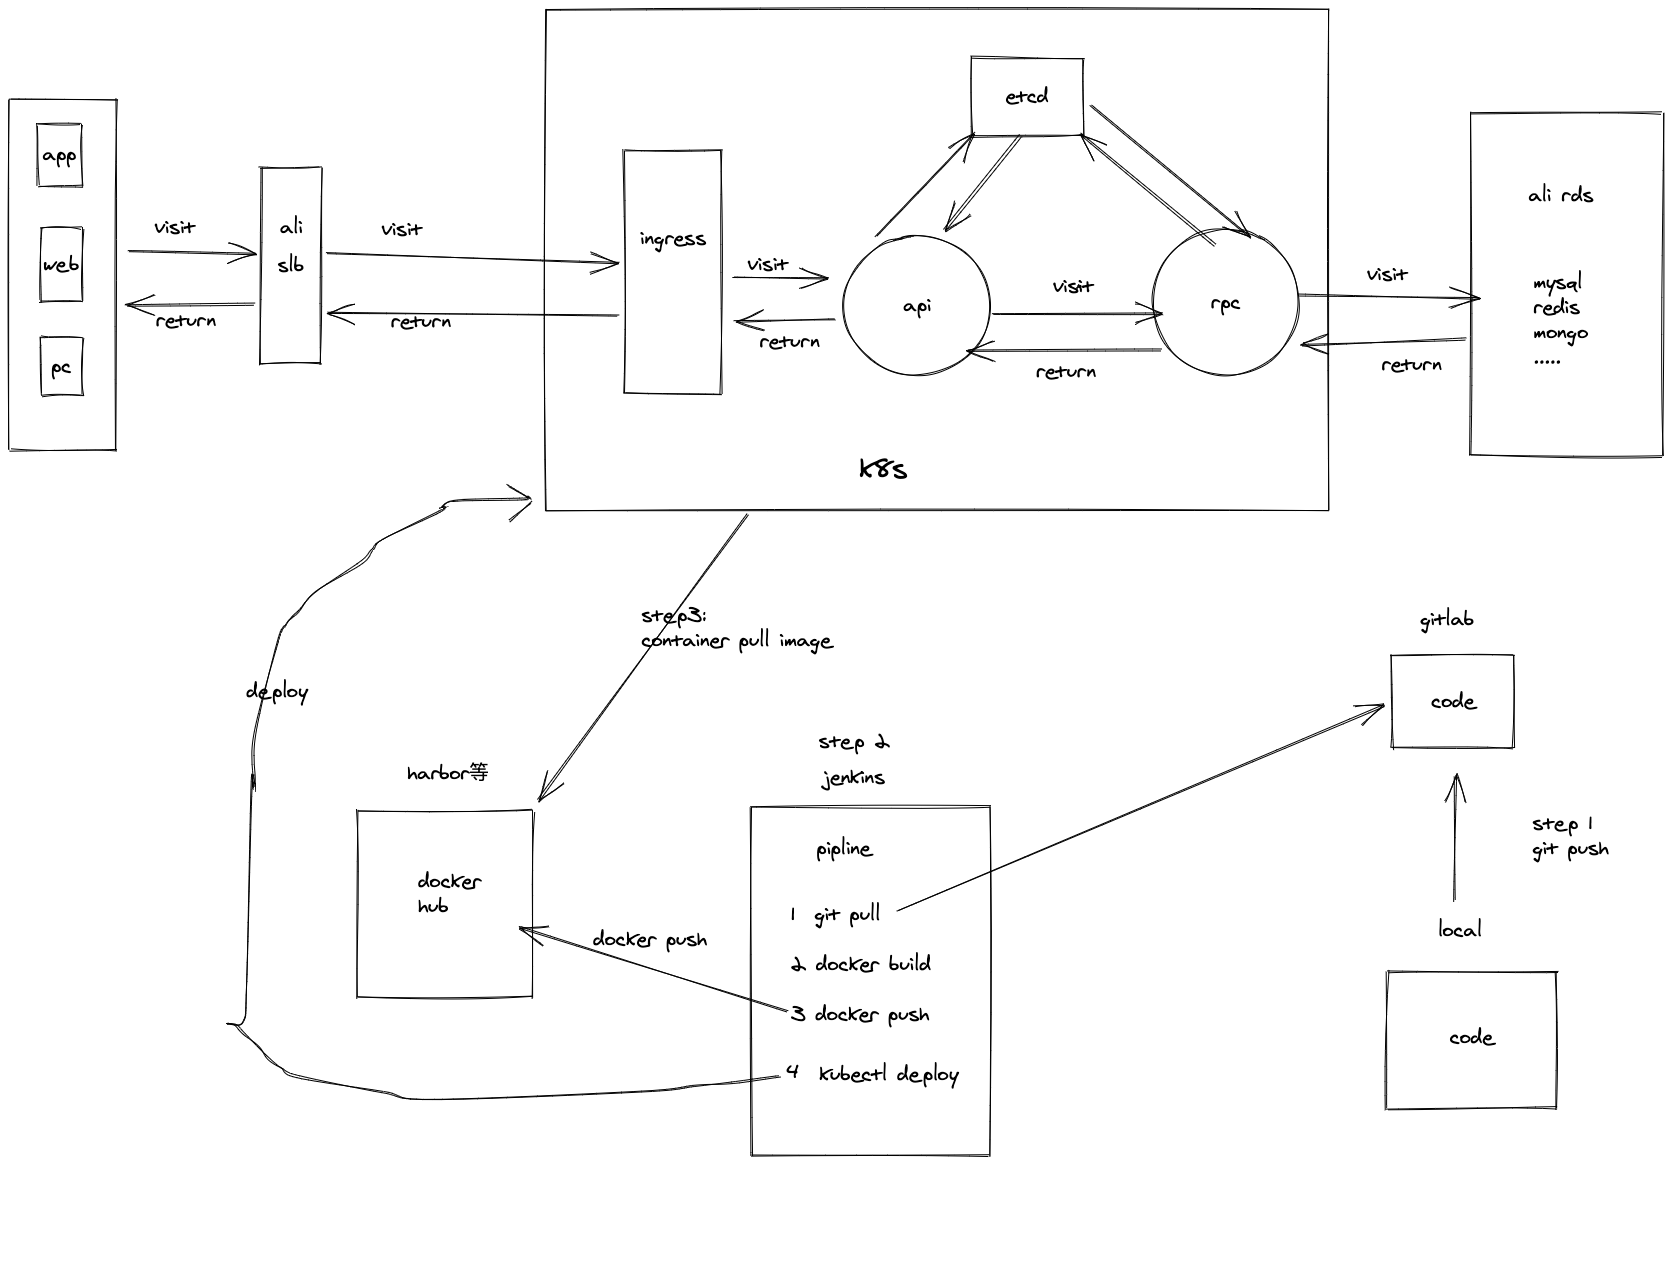 app
web
pc
visit
return
ali
slb
visit
return
ingress
visit
return
etcd
api
visit
return
rpc
k8s
visit
return
ali rds
mysql
redis
mongo
.....
deploy
step3:
container pull image
harbor等
docker
hub
docker push
step 2
jenkins
pipline
1 git pull
2 docker build
3 docker push
4 kubectl deploy
gitlab
code
step 1
git push
local
code